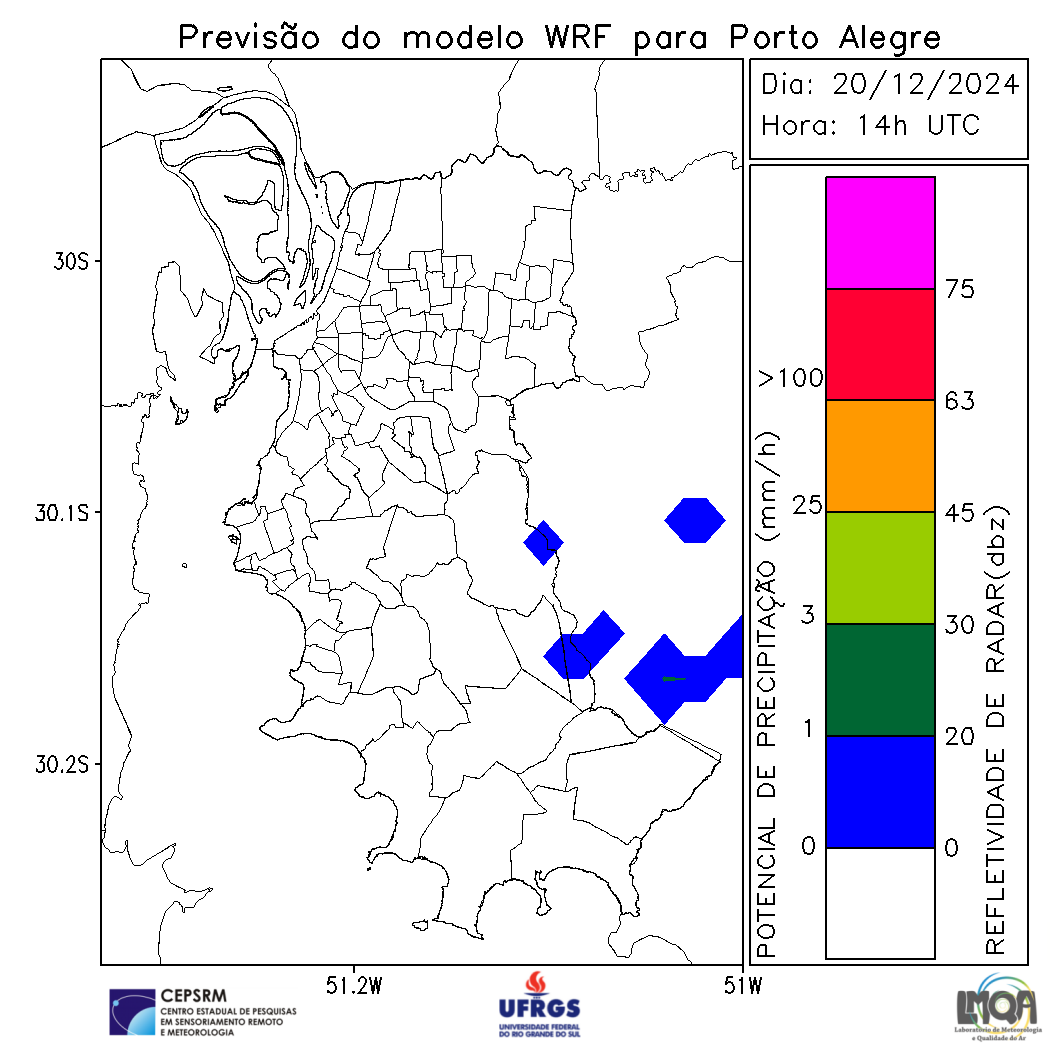 Previsão do modelo WRF para Porto Alegre
Dia: 20/12/2024
Hora: 14h UTC
30S
30.1S
30.2S
51.2W
51W
POTENCIAL DE PRECIPITAÇÃO (mm/h)
>100
25
3
1
0
75
63
45
30
20
0
REFLETIVIDADE DE RADAR(dbz)
CEPSRM
CENTRO ESTADUAL DE PESQUISAS
EM SENSORIAMENTO REMOTO
E METEOROLOGIA
UFRGS
UNIVERSIDADE FEDERAL
DO RIO GRANDE DO SUL
LMQA
Laboratório de Meteorologia
e Qualidade do Ar